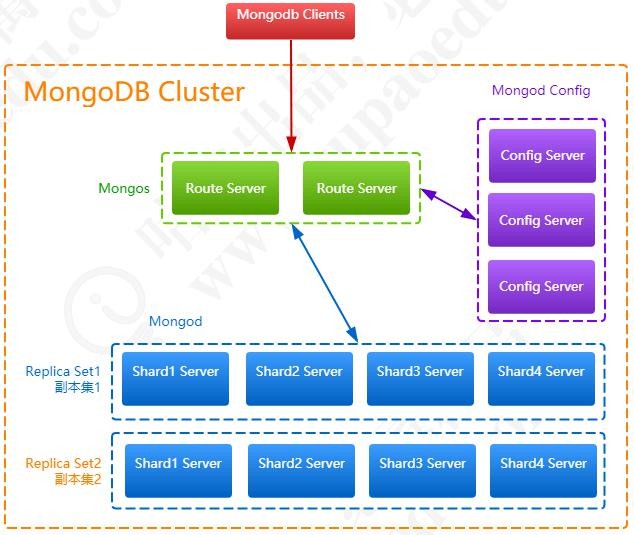 Mongodb Clients
MongoDB Cluster
Mongod Config
Config Server
Mongos
Route Server
Route Server
Config Server
Config Server
Mongod
Replica Set1
副本集1
Shard1 Server
Shard2 Server
Shard3 Server
Shard4 Server
Replica Set2
副本集2
Shard1 Server
Shard2 Server
Shard3 Server
Shard4 Server